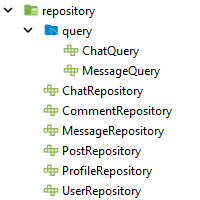 repository
query
ChatQuery
MessageQuery
ChatRepository
CommentRepository
MessageRepository
PostRepository
ProfileRepository
UserRepository